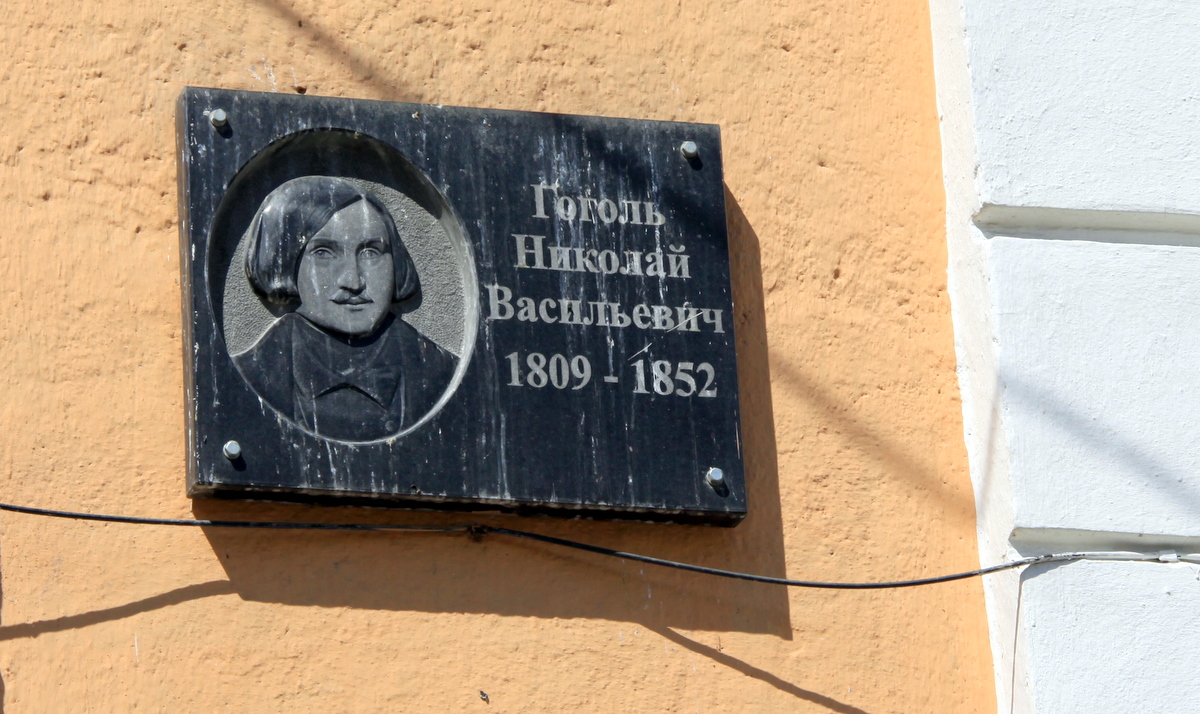 Гоголь
Николай
Васильевич
1809 - 1852